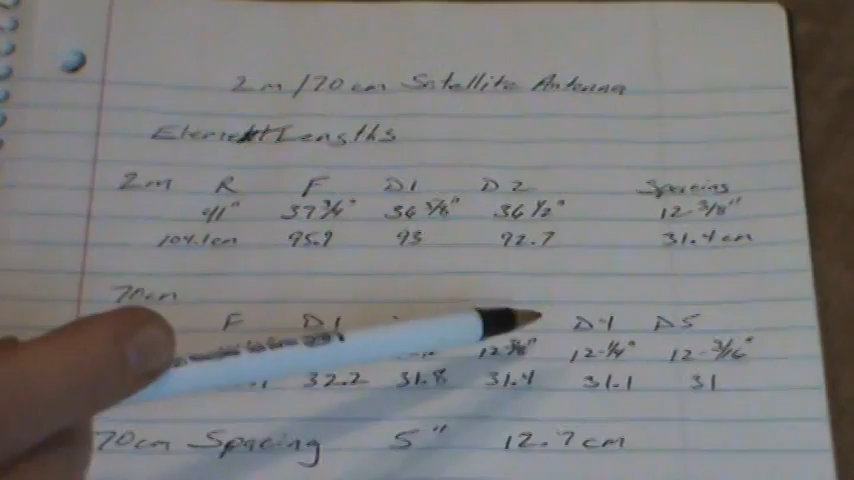 2m/70cm Satellite Antenna
Element Lengths
2m R F D1 D2 Spacing
41" 37 3/4" 36 5/8" 36 1/2" 12-3/8"
104.1cm 95.9 93 92.7 31.4cm
70cm
F D1 D4 D5
12-3/8" 12-1/4" 12-3/16"
32.2 31.8 31.4 31.1 31
70cm Spacing 5" 12.7cm